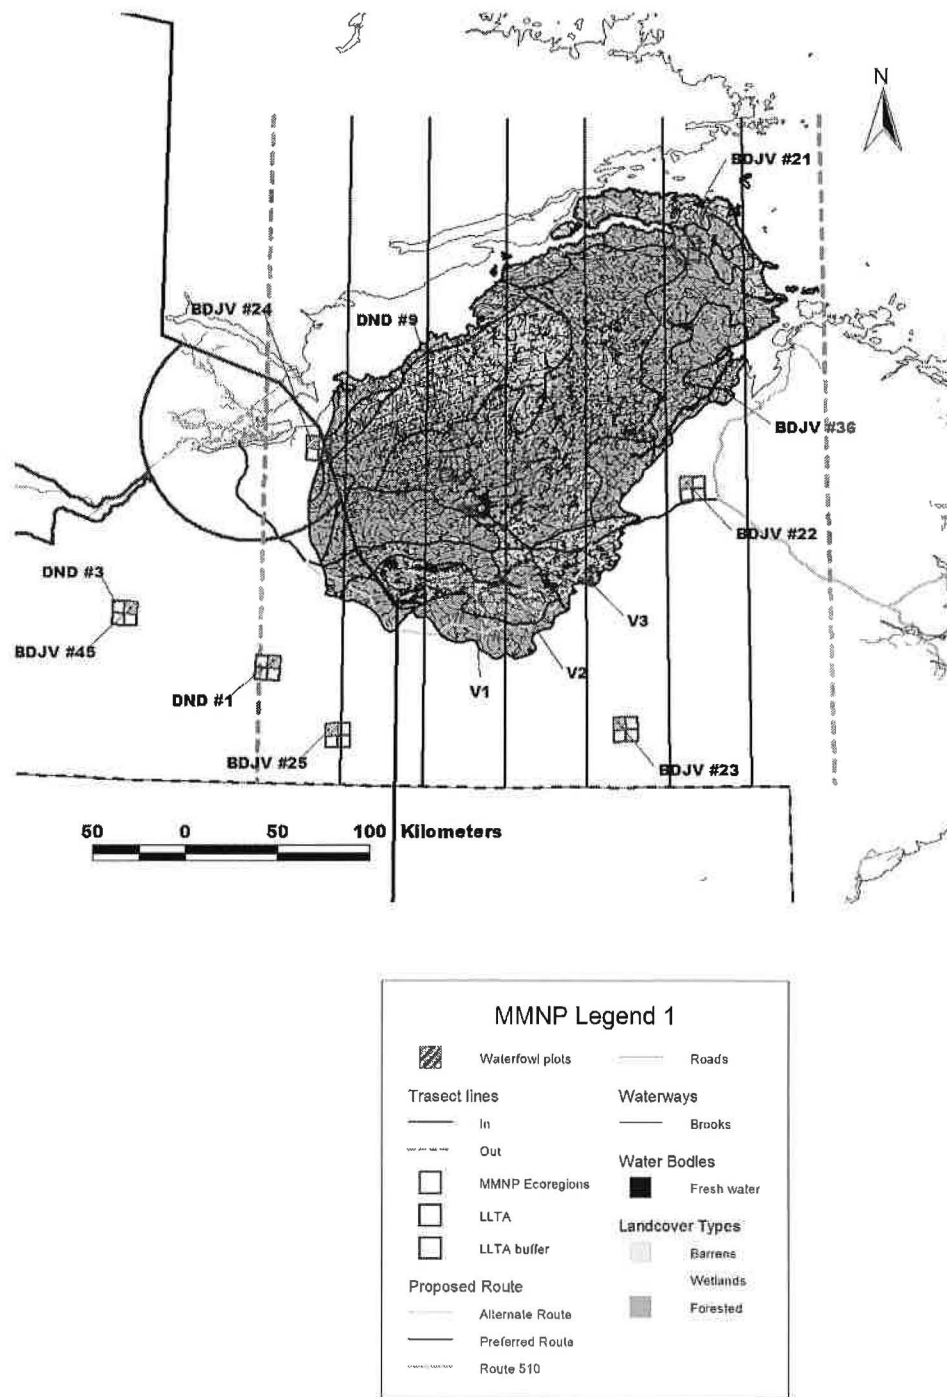 N
BDJV #21
BDJV #24
DND #9
BDJV #36
BDJV #22
DND #3
V3
BDJV #45
V2
DND #1
V1
BDJV #25
BDJV #23
50 0 50 100 Kilometers
MMNP Legend 1
Waterfowl plots
Trasect lines
In
Out
MMNP Ecoregions
LLTA
LLTA buffer
Proposed Route
Alternate Route
Preferred Route
Route 510
Roads
Waterways
Brooks
Water Bodies
Fresh water
Landcover Types
Barrens
Wetlands
Forested